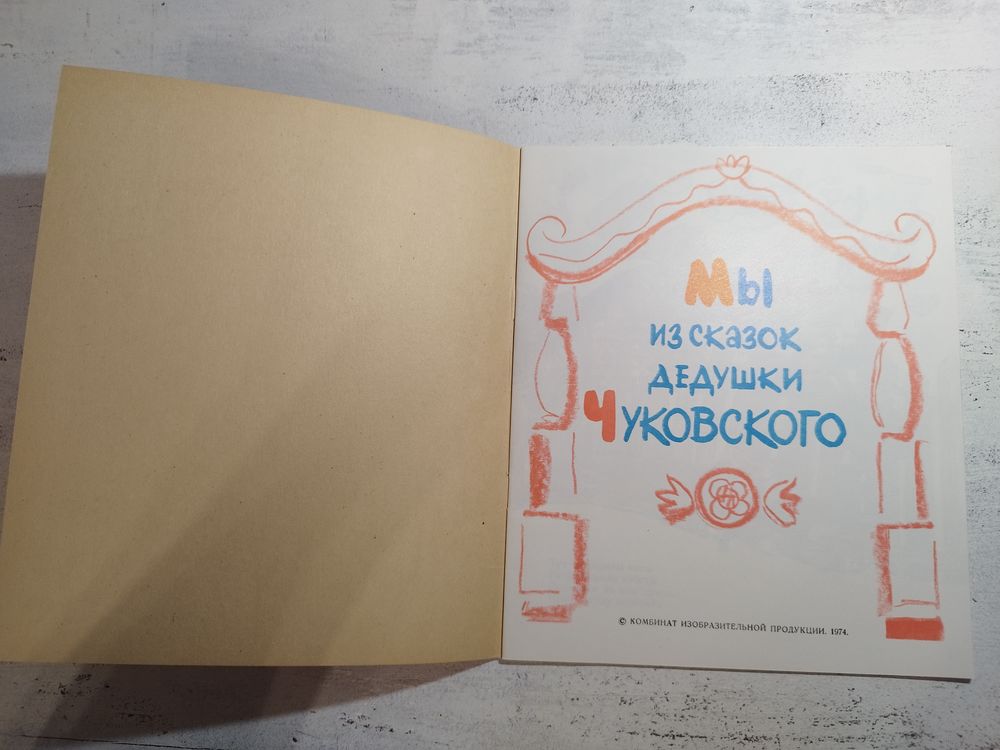 Мы
из сказок
дедушки
Чуковского
© КОМБИНАТ ИЗОБРАЗИТЕЛЬНОЙ ПРОДУКЦИИ. 1974.